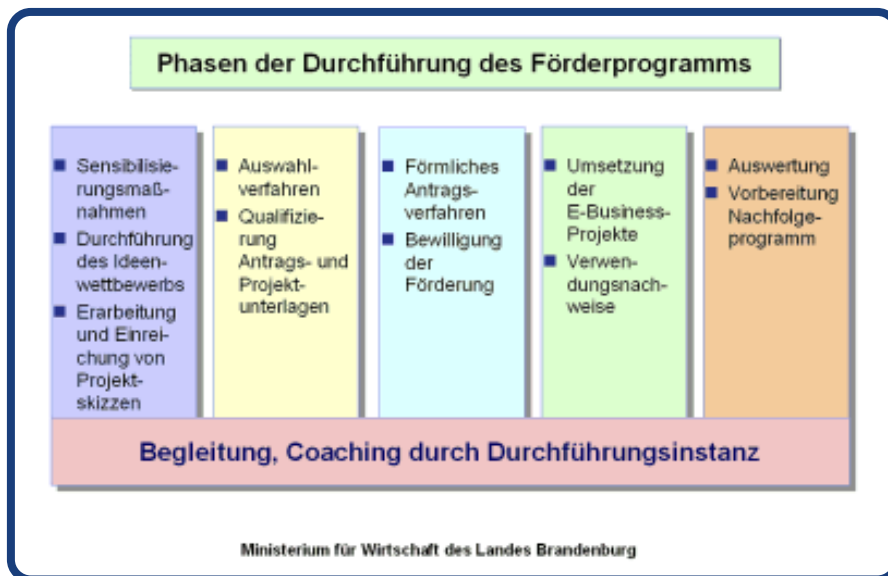 Phasen der Durchführung des Förderprogramms
Sensibilisie-
rungsmaß-
nahmen
Durchführung
des Ideen-
wettbewerbs
Erarbeitung
und Einrei-
chung von
Projekt-
skizzen
Auswahl-
verfahren
Qualifizie-
rung
Antrags- und
Projekt-
unterlagen
Förmliches
Antrags-
verfahren
Bewilligung
der
Förderung
Umsetzung
der
E-Business-
Projekte
Verwen-
dungsnach-
weise
Auswertung
Vorbereitung
Nachfolge-
programm
Begleitung, Coaching durch Durchführungsinstanz
Ministerium für Wirtschaft des Landes Brandenburg